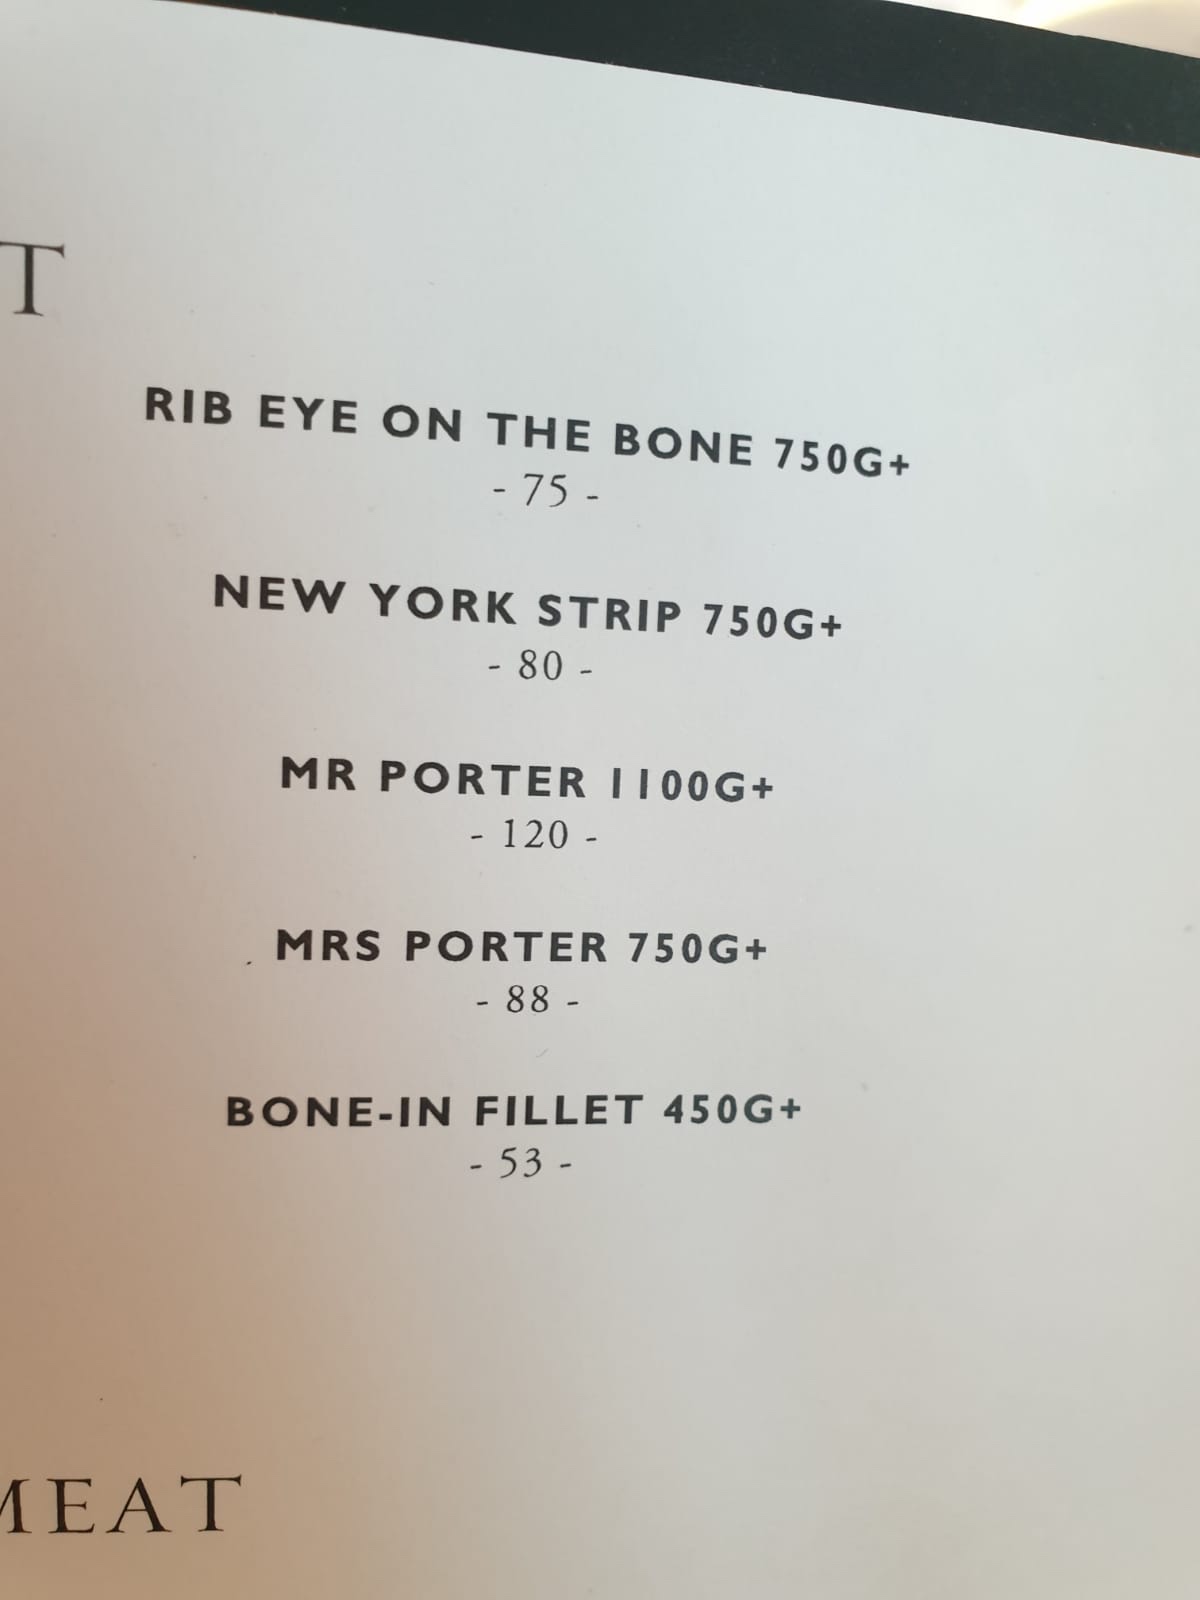 T
RIB EYE ON THE BONE 750G+
- 75 -
NEW YORK STRIP 750G+
- 80 -
MR PORTER 1100G+
- 120 -
MRS PORTER 750G+
- 88 -
BONE-IN FILLET 450G+
- 53 -
MEAT